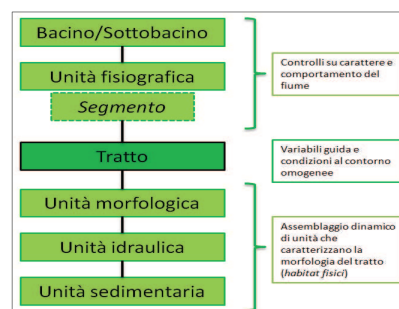 Bacino/Sottobacino
Unità fisiografica
Segmento
Tratto
Unità morfologica
Unità idraulica
Unità sedimentaria
Controlli su carattere e
comportamento del
fiume
Variabili guida e
condizioni al contorno
omogenee
Assemblaggio dinamico
di unità che
caratterizzano la
morfologia del tratto
(habitat fisici)